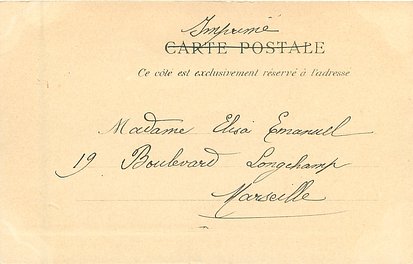 Imprimé
CARTE POSTALE
Ce côté est exclusivement réservé à l'adresse
Madame Elisa Emanuel
19 Boulevard Longchamp
Marseille